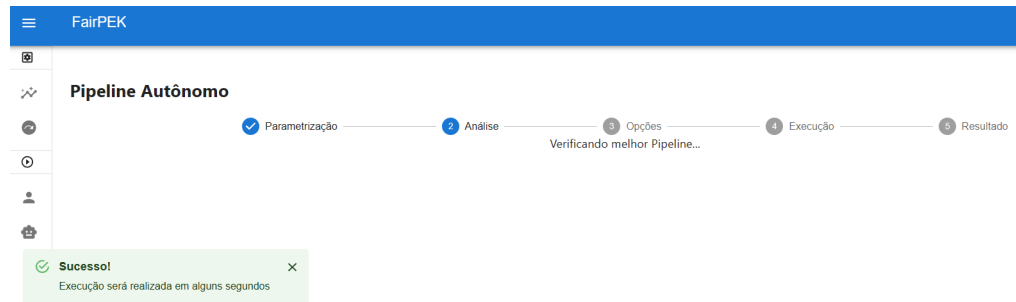 FairPEK
Pipeline Autônomo
Parametrização 2 Análise 3 Opções 4 Execução 5 Resultado
Verificando melhor Pipeline...
Sucesso!
Execução será realizada em alguns segundos